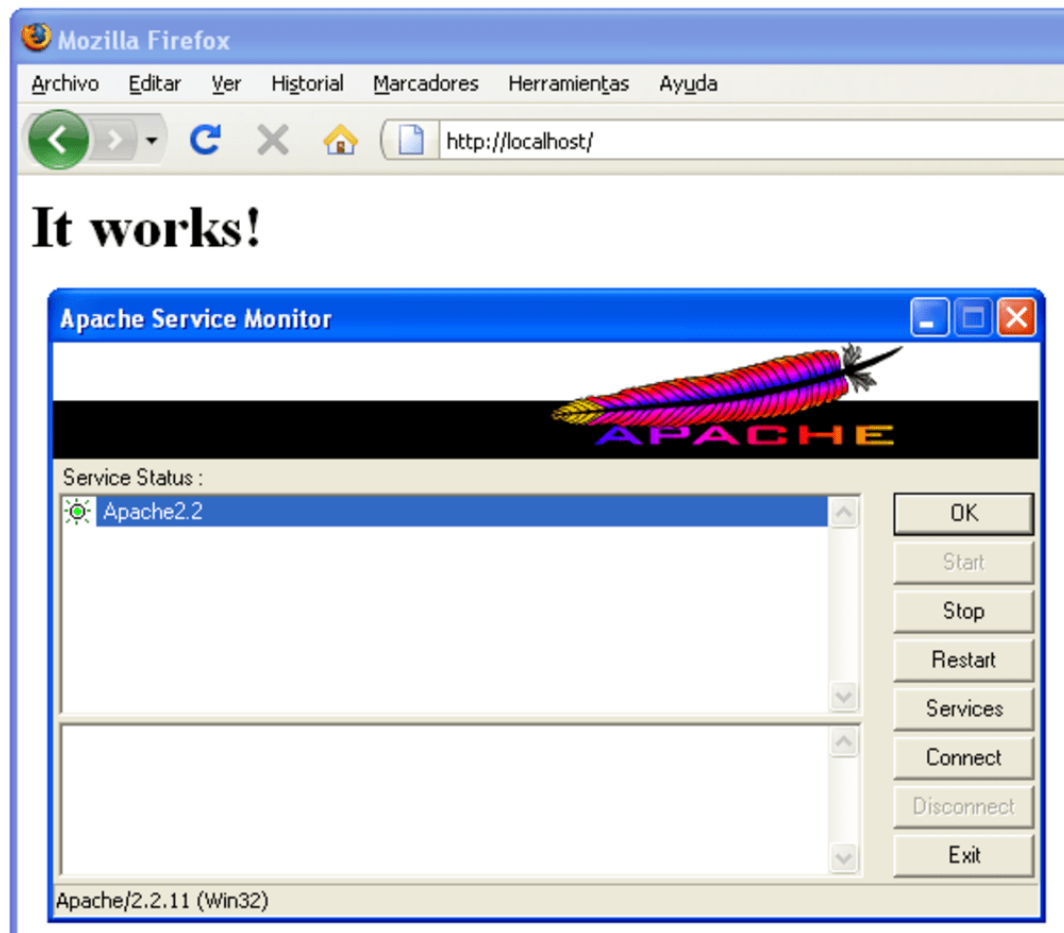 Mozilla Firefox
Archivo Editar Ver Historial Marcadores Herramientas Ayuda
http://localhost/
It works!
Apache Service Monitor
APACHE
Service Status :
Apache2.2
OK
Start
Stop
Restart
Services
Connect
Disconnect
Exit
Apache/2.2.11 (Win32)